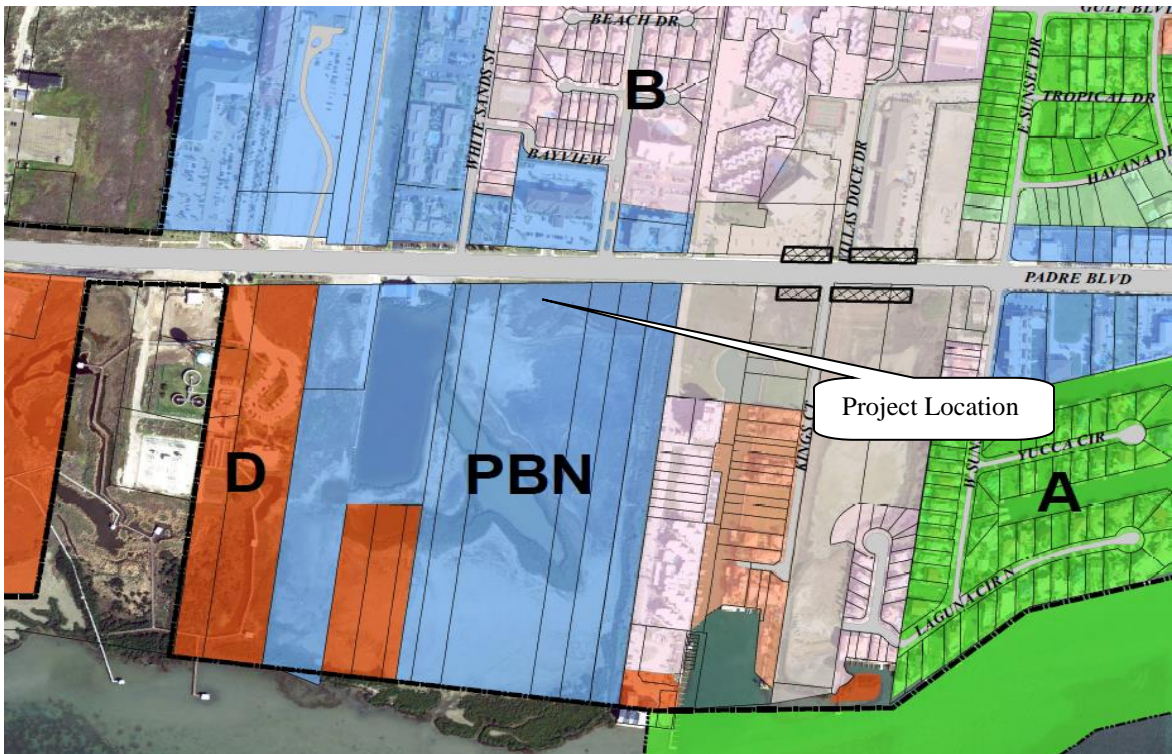 BEACH DR
GULF BLVD
WHITE SANDS ST
B
E SUNSET DR
TROPICAL DR
BAYVIEW
VILLAS DOCE DR
HAVANA DR
PADRE BLVD
Project Location
KINGS CT
W SUN
YUCCA CIR
D
PBN
A
LAGUNA CIR N